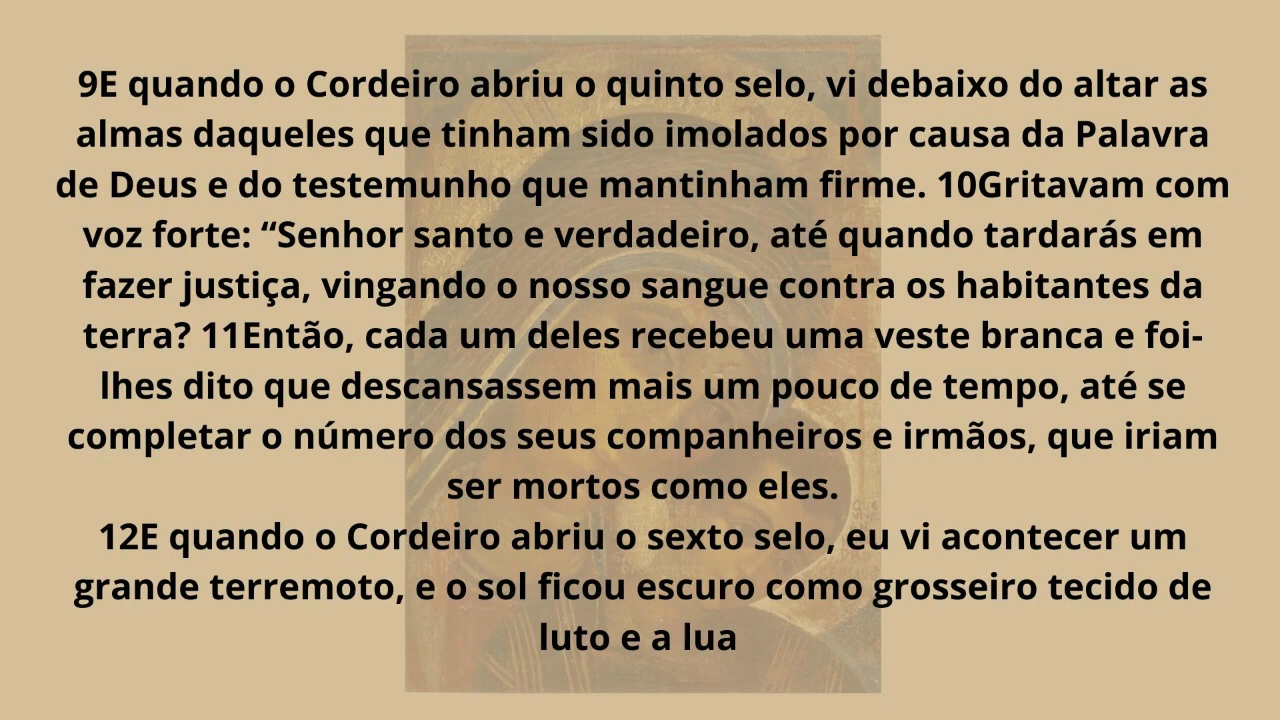 9E quando o Cordeiro abriu o quinto selo, vi debaixo do altar as
almas daqueles que tinham sido imolados por causa da Palavra
de Deus e do testemunho que mantinham firme. 10Gritavam com
voz forte: “Senhor santo e verdadeiro, até quando tardarás em
fazer justiça, vingando o nosso sangue contra os habitantes da
terra? 11Então, cada um deles recebeu uma veste branca e foi-
lhes dito que descansassem mais um pouco de tempo, até se
completar o número dos seus companheiros e irmãos, que iriam
ser mortos como eles.
12E quando o Cordeiro abriu o sexto selo, eu vi acontecer um
grande terremoto, e o sol ficou escuro como grosseiro tecido de
luto e a lua